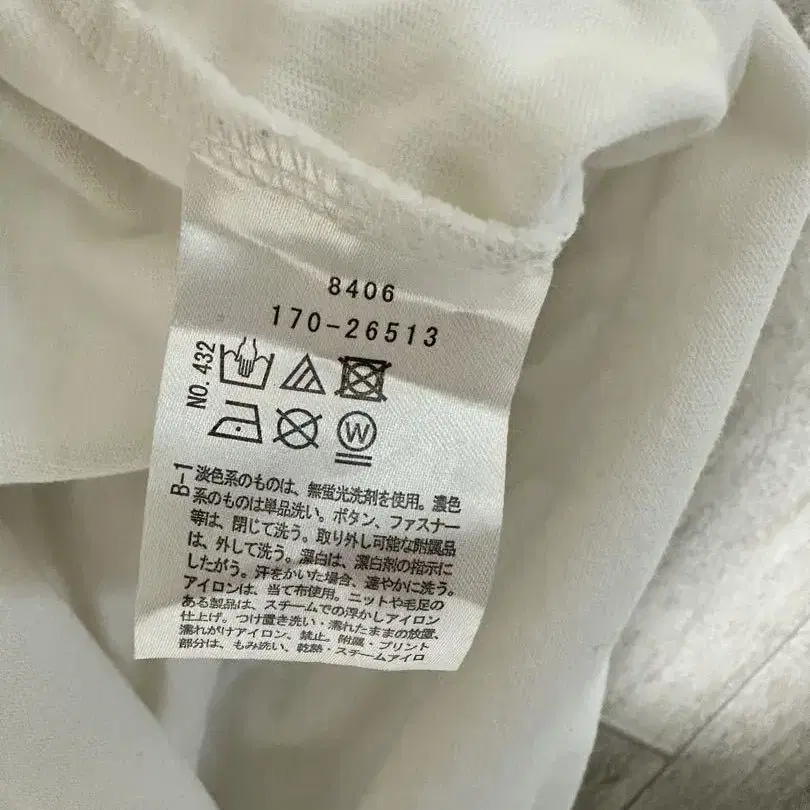 8406
170-26513
NO. 432
W
B-1
淡色系のものは、無蛍光洗剤を使用。濃色
系のものは単品洗い。ボタン、ファスナー
等は、閉じて洗う。取り外し可能な附属品
は、外して洗う。漂白は、漂白剤の指示に
したがう。汗をかいた場合、速やかに洗う。
アイロンは、当て布使用。ニットや毛足の
ある製品は、スチームでの浮かしアイロン
仕上げ。つけ置き洗い・濡れたままの放置、
濡れがけアイロン、禁止。附属・プリント
部分は、もみ洗い、乾熱・スチームアイロ